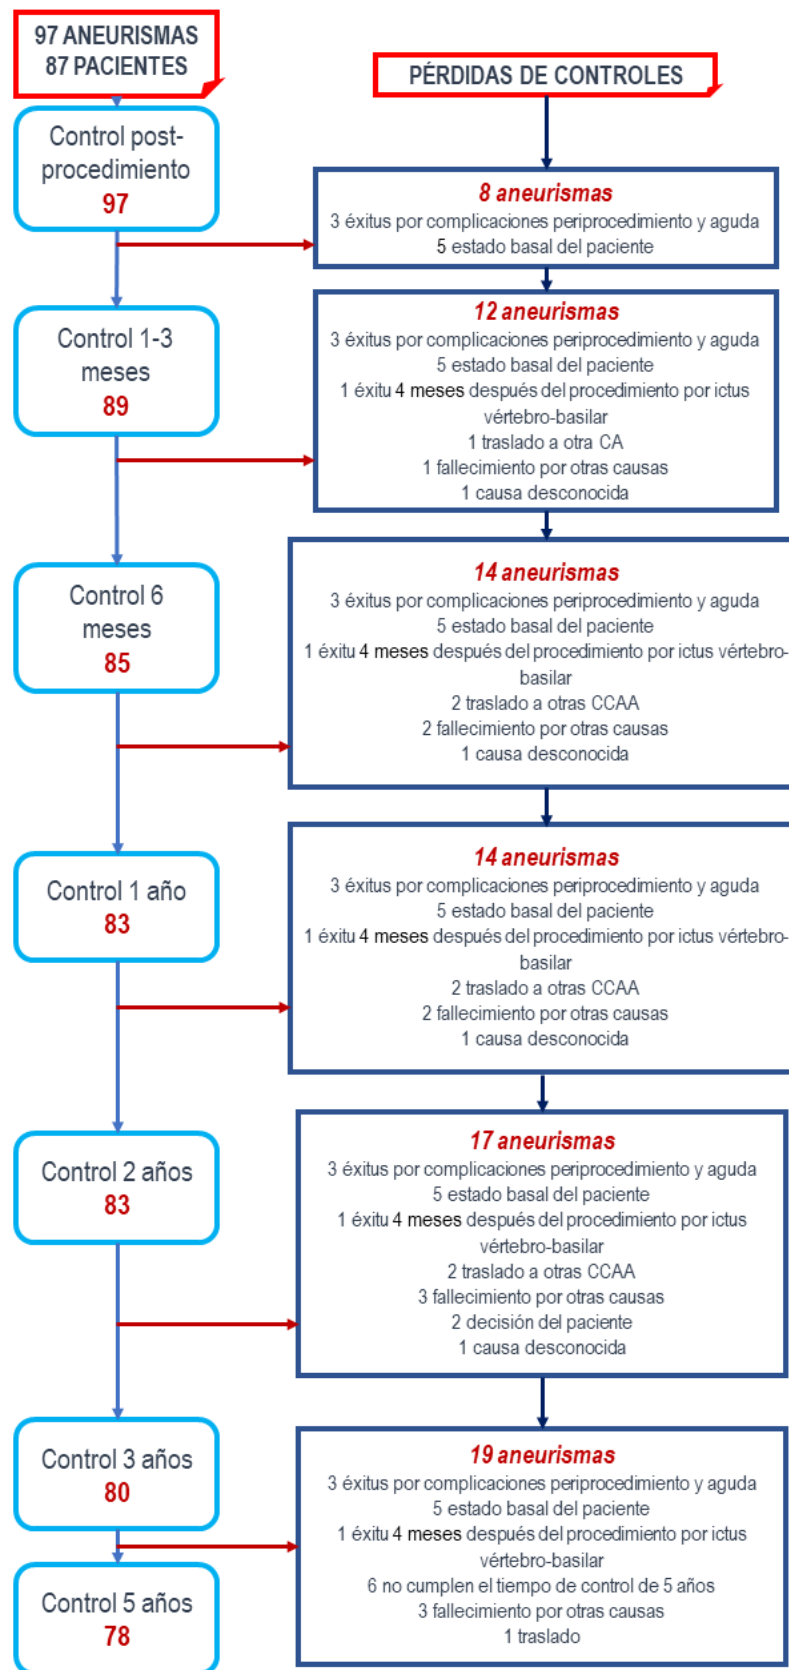 97 ANEURISMAS
87 PACIENTES
PÉRDIDAS DE CONTROLES
Control post-
procedimiento
97
8 aneurismas
3 éxitus por complicaciones periprocedimiento y aguda
5 estado basal del paciente
Control 1-3
meses
89
12 aneurismas
3 éxitus por complicaciones periprocedimiento y aguda
5 estado basal del paciente
1 éxitu 4 meses después del procedimiento por ictus
vértebro-basilar
1 traslado a otra CA
1 fallecimiento por otras causas
1 causa desconocida
Control 6
meses
85
14 aneurismas
3 éxitus por complicaciones periprocedimiento y aguda
5 estado basal del paciente
1 éxitu 4 meses después del procedimiento por ictus vértebro-
basilar
2 traslado a otras CCAA
2 fallecimiento por otras causas
1 causa desconocida
Control 1 año
83
14 aneurismas
3 éxitus por complicaciones periprocedimiento y aguda
5 estado basal del paciente
1 éxitu 4 meses después del procedimiento por ictus vértebro-
basilar
2 traslado a otras CCAA
2 fallecimiento por otras causas
1 causa desconocida
Control 2 años
83
17 aneurismas
3 éxitus por complicaciones periprocedimiento y aguda
5 estado basal del paciente
1 éxitu 4 meses después del procedimiento por ictus
vértebro-basilar
2 traslado a otras CCAA
3 fallecimiento por otras causas
2 decisión del paciente
1 causa desconocida
Control 3 años
80
19 aneurismas
3 éxitus por complicaciones periprocedimiento y aguda
5 estado basal del paciente
1 éxitu 4 meses después del procedimiento por ictus
vértebro-basilar
6 no cumplen el tiempo de control de 5 años
3 fallecimiento por otras causas
1 traslado
Control 5 años
78